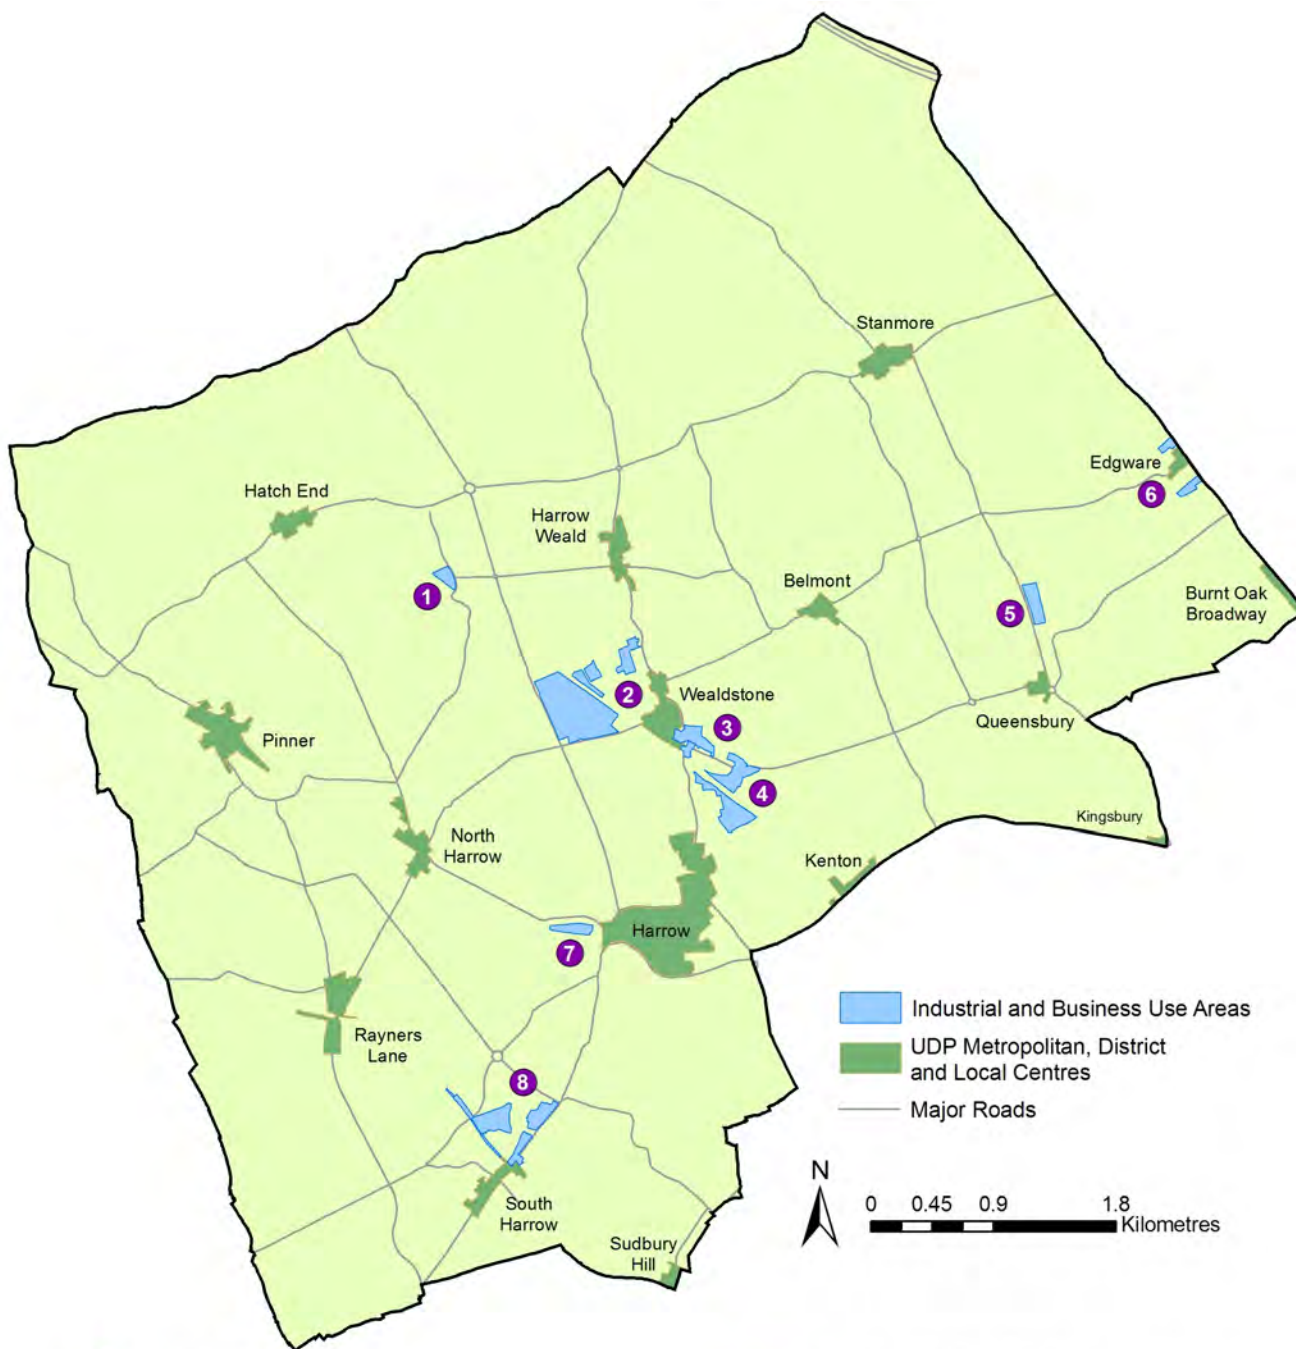 Stanmore
Edgware
6
Hatch End
Harrow
Weald
1
Belmont
5
Burnt Oak
Broadway
2
Wealdstone
3
Queensbury
Pinner
4
Kingsbury
North
Harrow
Kenton
Harrow
7
Rayners
Lane
8
South
Harrow
Sudbury
Hill
Industrial and Business Use Areas
UDP Metropolitan, District
and Local Centres
Major Roads
N
0 0.45 0.9 1.8
Kilometres